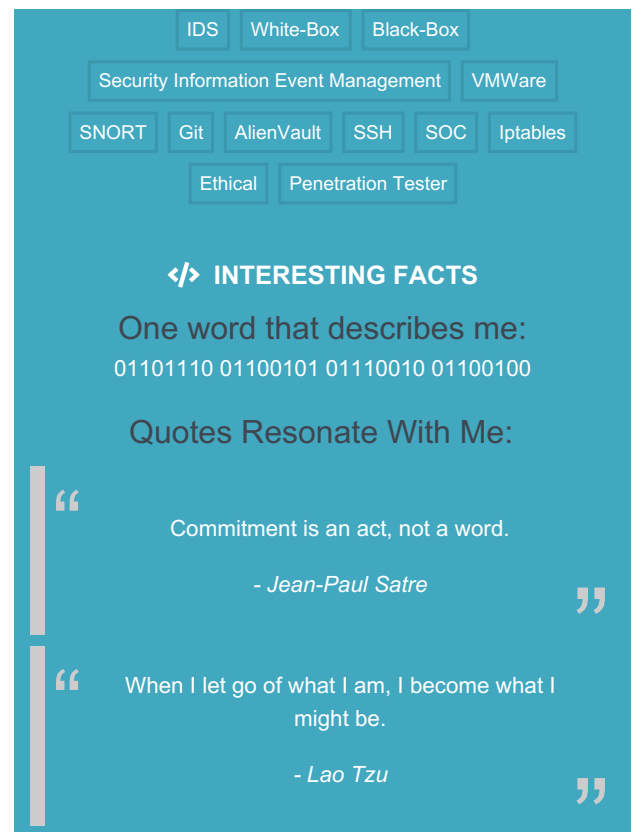 IDS White-Box Black-Box
Security Information Event Management VMWare
SNORT Git AlienVault SSH SOC Iptables
Ethical Penetration Tester
</> INTERESTING FACTS
One word that describes me:
01101110 01100101 01110010 01100100
Quotes Resonate With Me:
“
Commitment is an act, not a word.
- Jean-Paul Satre
”
“
When I let go of what I am, I become what I
might be.
- Lao Tzu
”